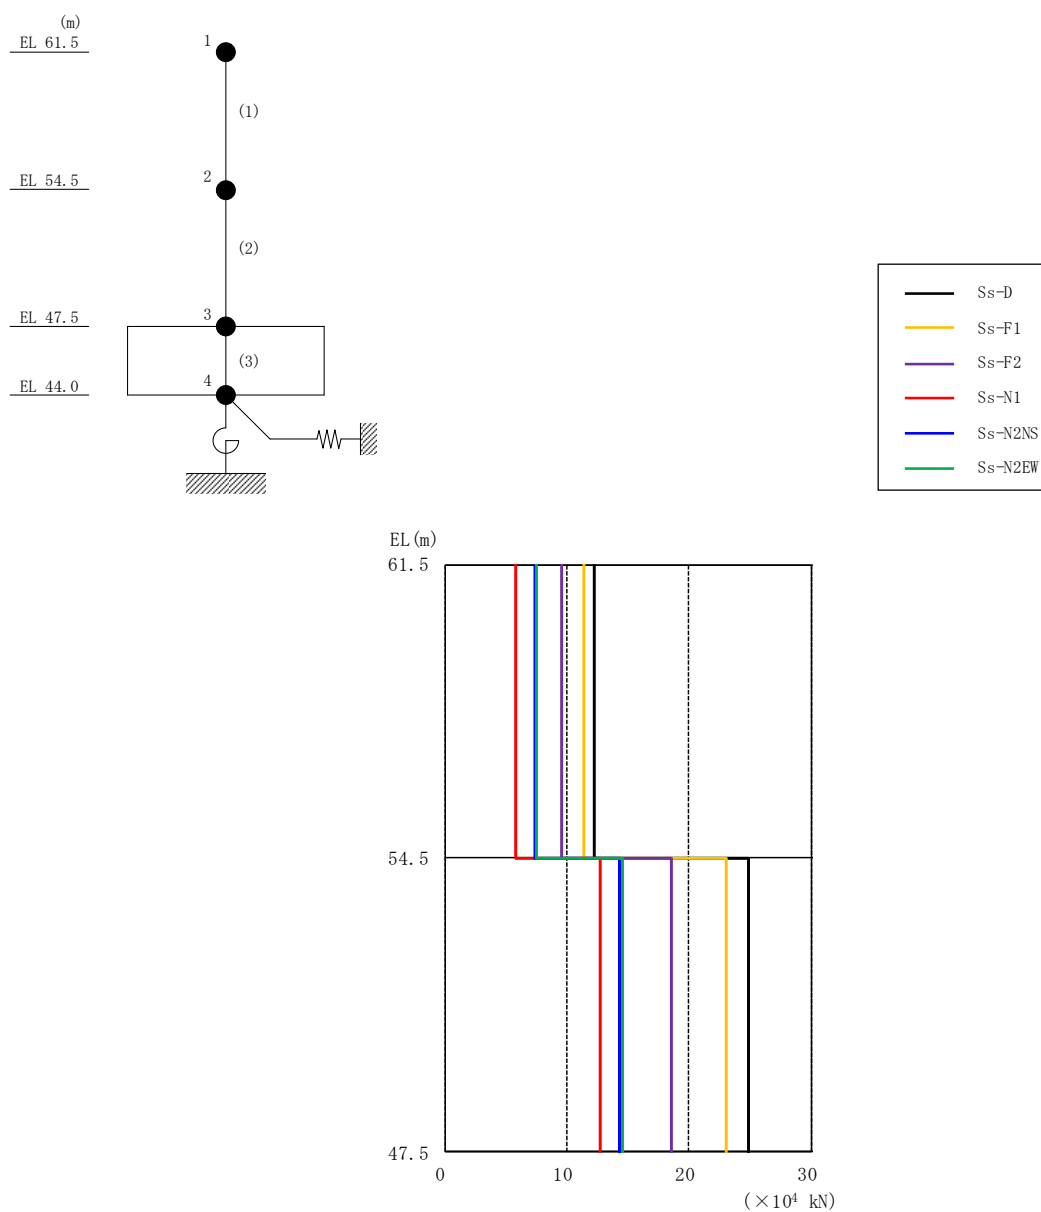 (m)
EL 61.5
1
(1)
EL 54.5
2
(2)
EL 47.5
3
(3)
EL 44.0
4
Ss-D
Ss-F1
Ss-F2
Ss-N1
Ss-N2NS
Ss-N2EW
EL(m)
61.5
54.5
47.5
0 10 20 30
(×10⁴ kN)